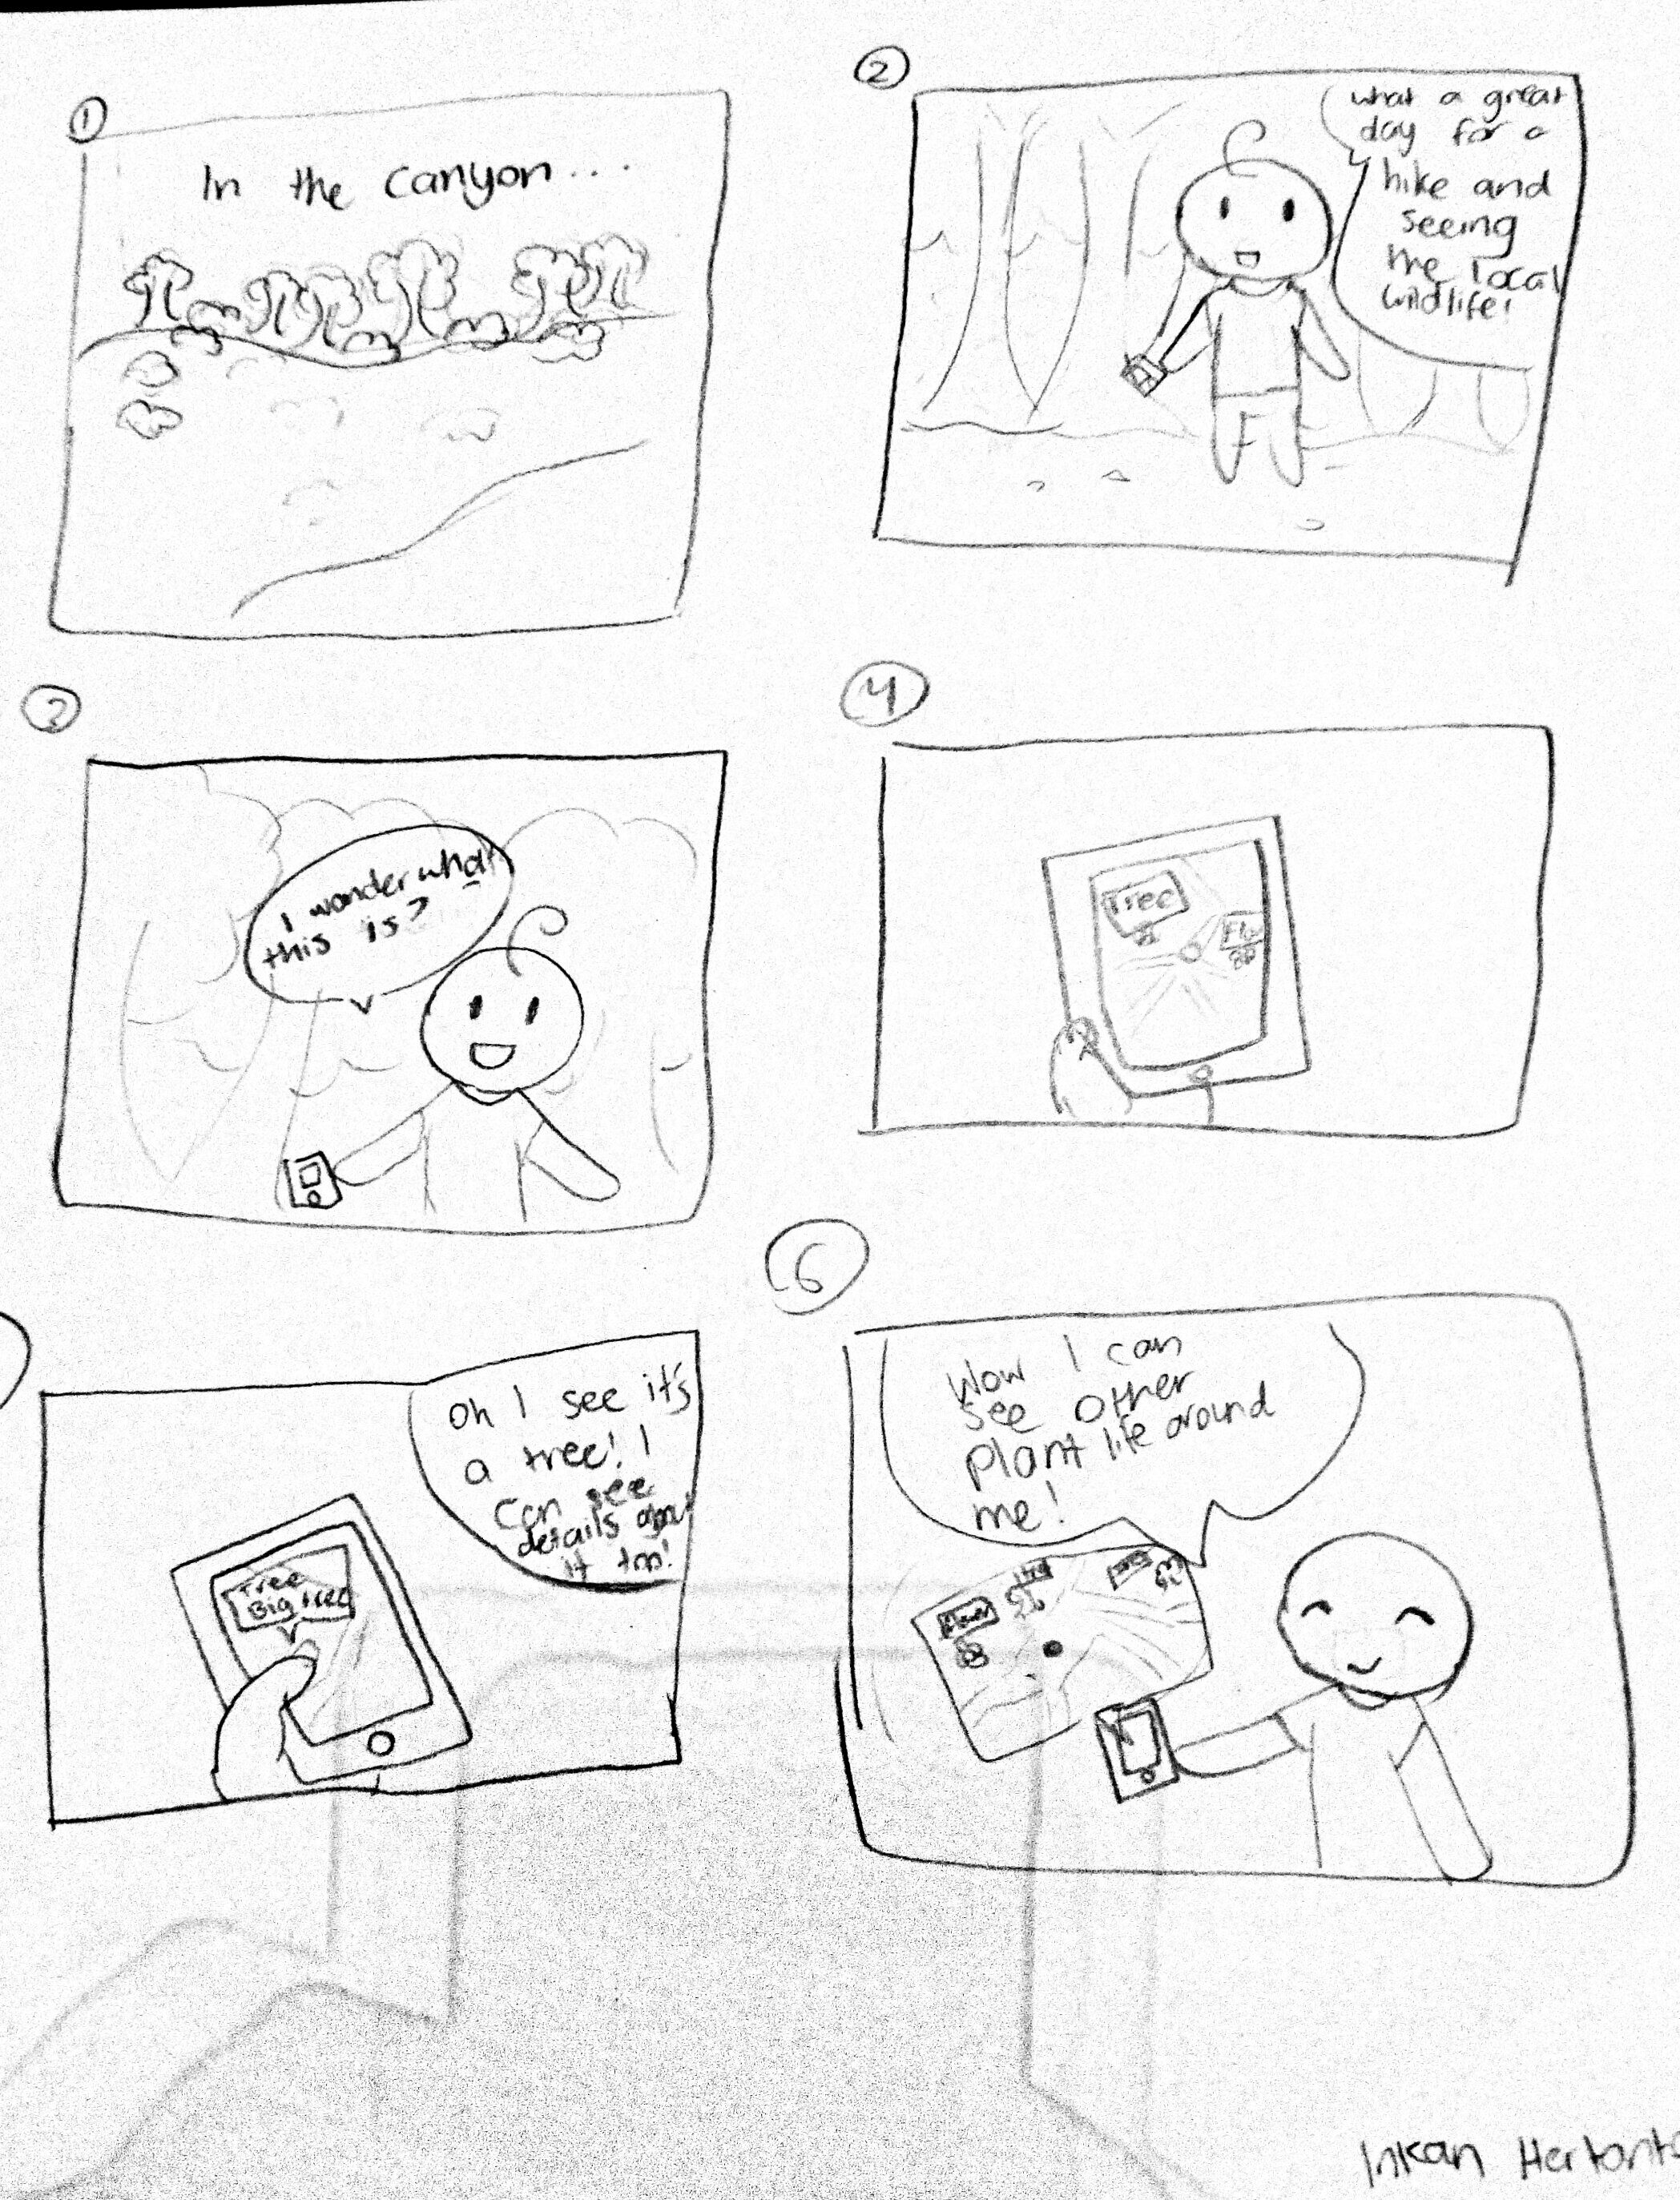 1
In the canyon...
2
what a great
day for a
hike and
seeing
the local
wildlife!
3
I wonder what
this is?
4
Tree
Flo
Oh I see it's
a tree! I
can see
details about
it too!
Tree
Big tree
6
Wow I can
see other
plant life around
me!
Flower
Inkan